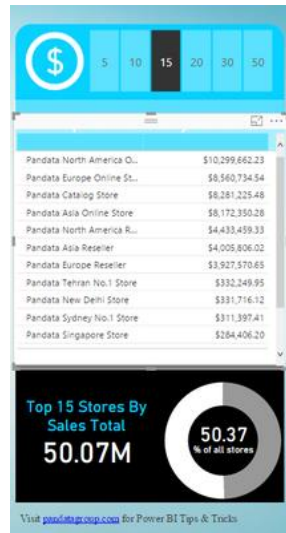 $
5 10 15 20 30 50
Pandata North America O... $10,299,662.23
Pandata Europe Online St... $8,560,734.54
Pandata Catalog Store $8,281,225.48
Pandata Asia Online Store $8,172,350.28
Pandata North America R... $4,433,459.33
Pandata Asia Reseller $4,005,806.02
Pandata Europe Reseller $3,927,570.65
Pandata Tehran No.1 Store $332,249.95
Pandata New Delhi Store $331,716.12
Pandata Sydney No.1 Store $311,397.41
Pandata Singapore Store $284,406.20
Top 15 Stores By
Sales Total
50.07M
50.37
% of all stores
Visit pandatagroup.com for Power BI Tips & Tricks